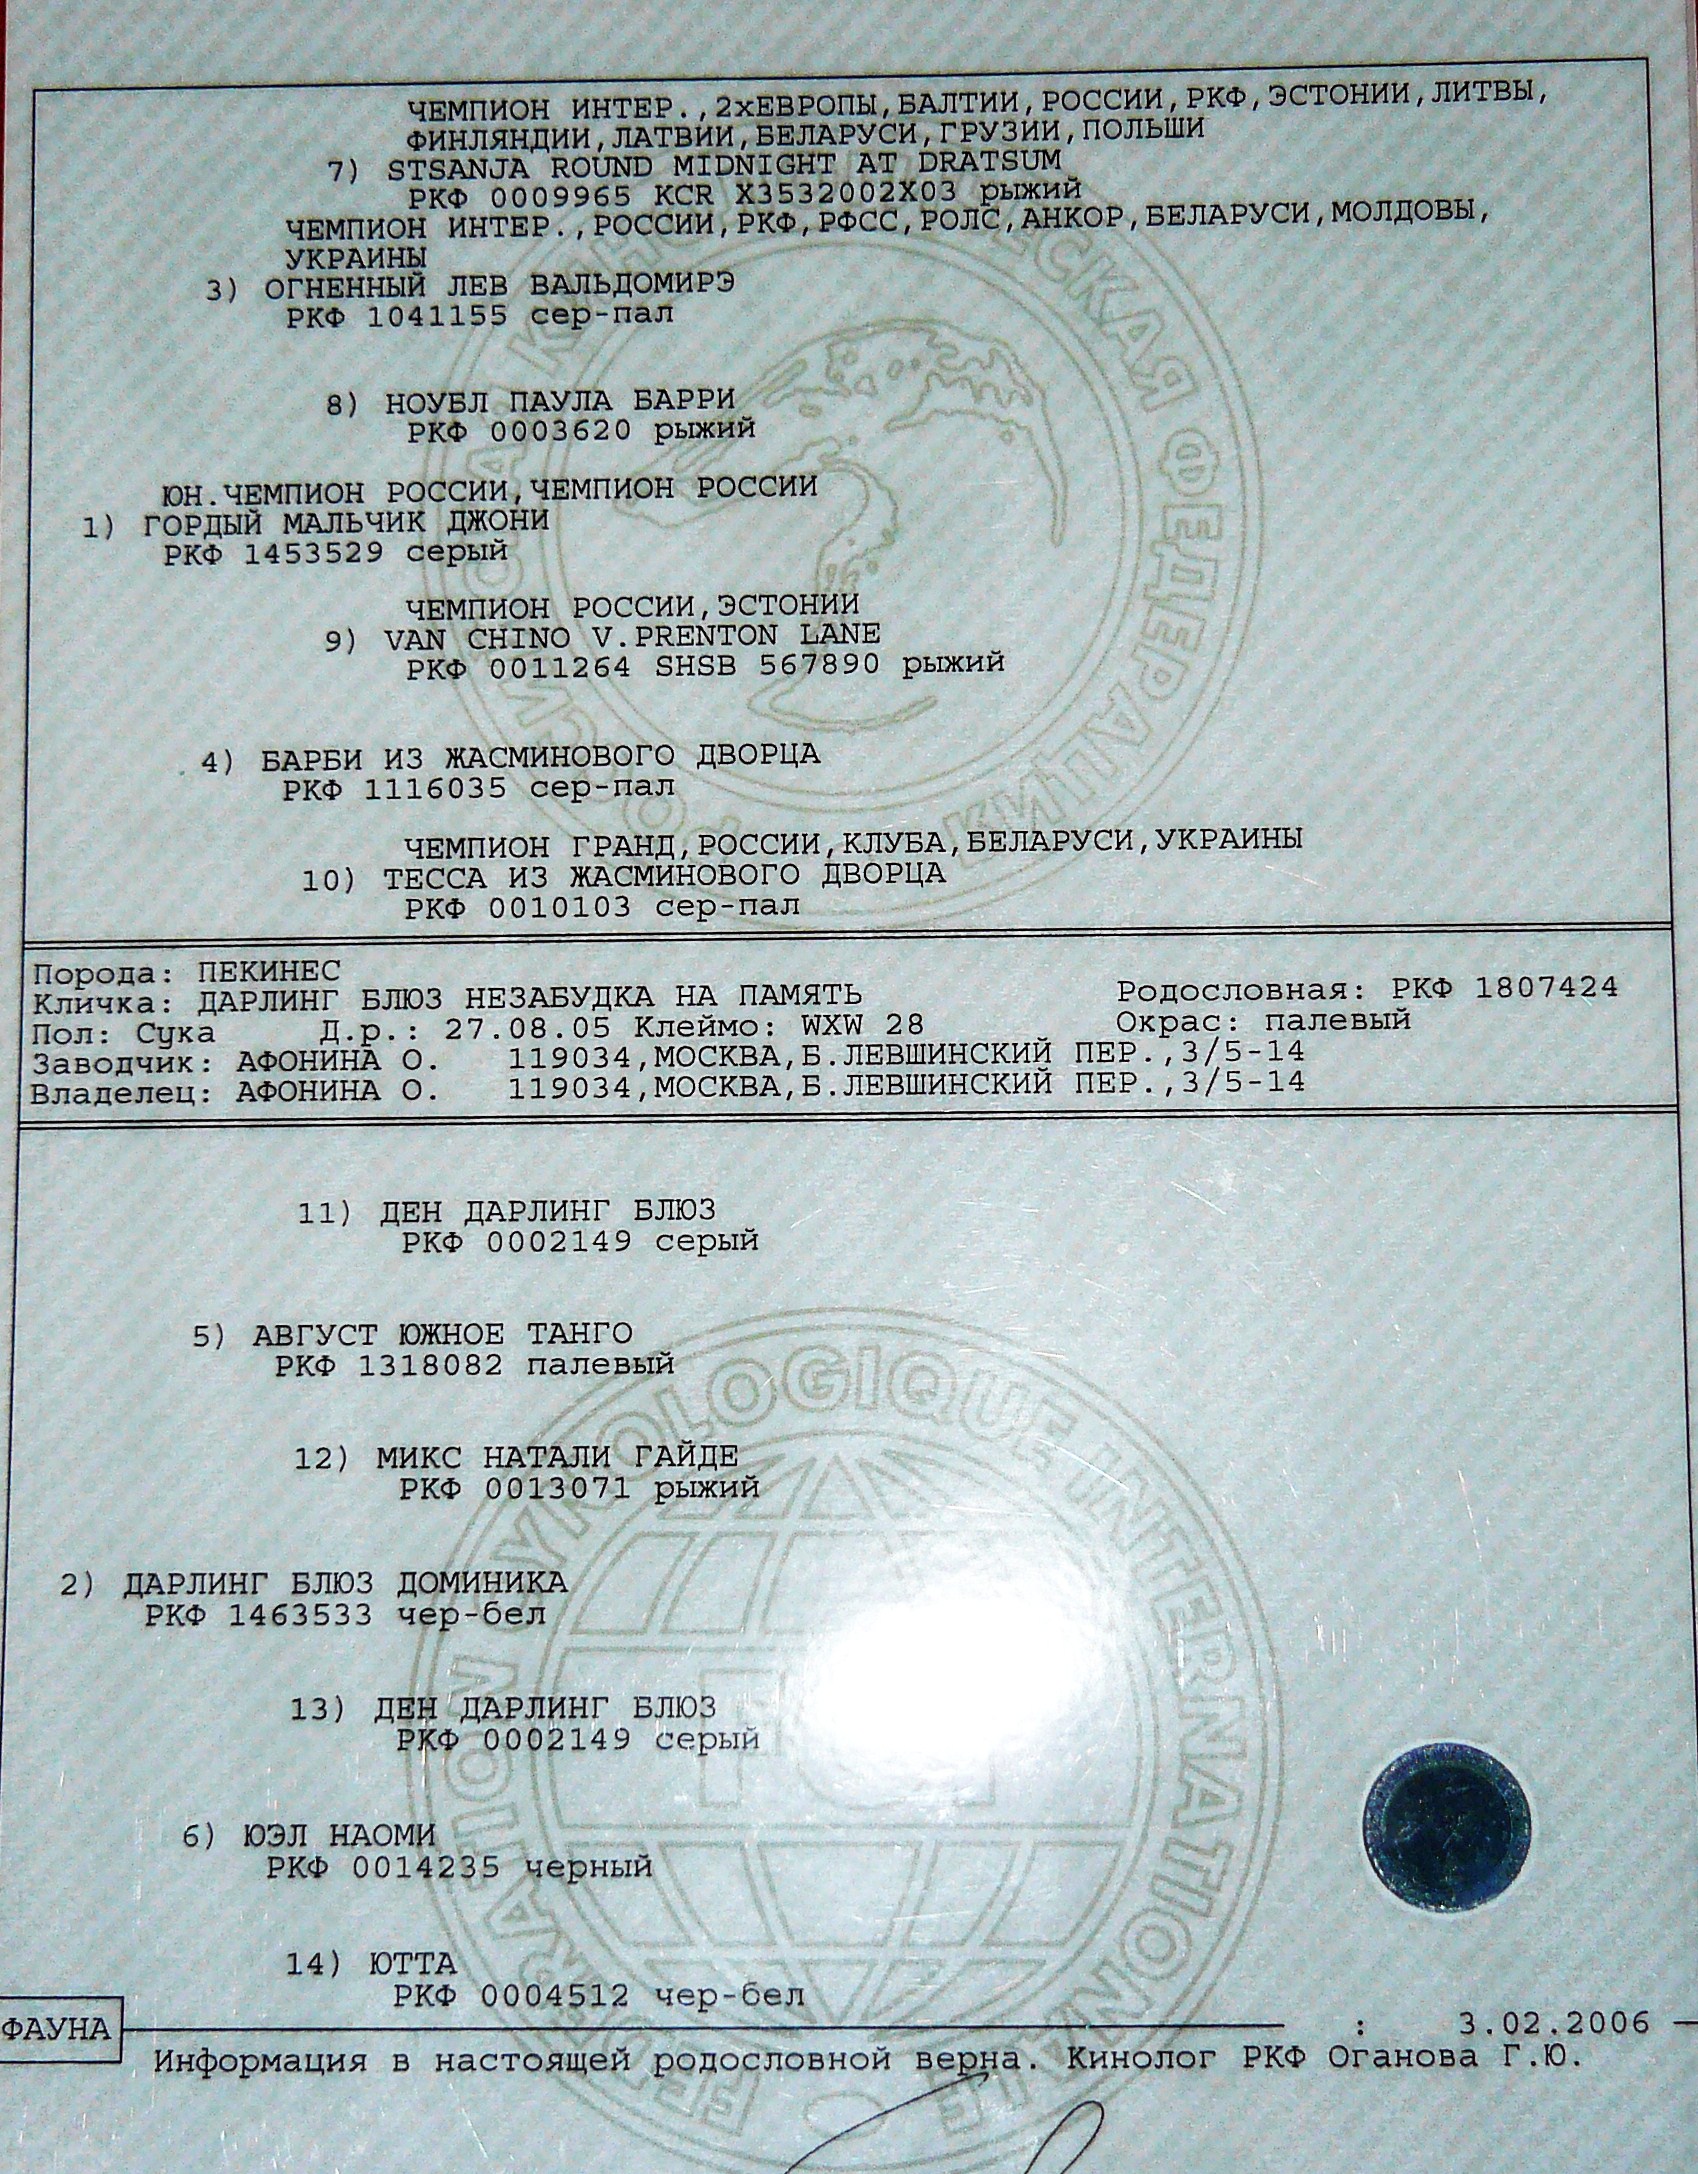 ЧЕМПИОН ИНТЕР.,2хЕВРОПЫ,БАЛТИИ,РОССИИ,РКФ,ЭСТОНИИ,ЛИТВЫ,
ФИНЛЯНДИИ,ЛАТВИИ,БЕЛАРУСИ,ГРУЗИИ,ПОЛЬШИ
7) STSANJA ROUND MIDNIGHT AT DRATSUM
РКФ 0009965 KCR X3532002X03 рыжий
ЧЕМПИОН ИНТЕР.,РОССИИ,РКФ,РФСС,РОЛС,АНКОР,БЕЛАРУСИ,МОЛДОВЫ,
УКРАИНЫ
3) ОГНЕННЫЙ ЛЕВ ВАЛЬДОМИРЭ
РКФ 1041155 сер-пал
8) НОУБЛ ПАУЛА БАРРИ
РКФ 0003620 рыжий
ЮН.ЧЕМПИОН РОССИИ,ЧЕМПИОН РОССИИ
1) ГОРДЫЙ МАЛЬЧИК ДЖОНИ
РКФ 1453529 серый
ЧЕМПИОН РОССИИ,ЭСТОНИИ
9) VAN CHINO V.PRENTON LANE
РКФ 0011264 SHSB 567890 рыжий
4) БАРБИ ИЗ ЖАСМИНОВОГО ДВОРЦА
РКФ 1116035 сер-пал
ЧЕМПИОН ГРАНД,РОССИИ,КЛУБА,БЕЛАРУСИ,УКРАИНЫ
10) ТЕССА ИЗ ЖАСМИНОВОГО ДВОРЦА
РКФ 0010103 сер-пал
Порода: ПЕКИНЕС
Кличка: ДАРЛИНГ БЛЮЗ НЕЗАБУДКА НА ПАМЯТЬ Родословная: РКФ 1807424
Пол: Сука Д.р.: 27.08.05 Клеймо: WXW 28 Окрас: палевый
Заводчик: АФОНИНА О. 119034,МОСКВА,Б.ЛЕВШИНСКИЙ ПЕР.,3/5-14
Владелец: АФОНИНА О. 119034,МОСКВА,Б.ЛЕВШИНСКИЙ ПЕР.,3/5-14
11) ДЕН ДАРЛИНГ БЛЮЗ
РКФ 0002149 серый
5) АВГУСТ ЮЖНОЕ ТАНГО
РКФ 1318082 палевый
12) МИКС НАТАЛИ ГАЙДЕ
РКФ 0013071 рыжий
2) ДАРЛИНГ БЛЮЗ ДОМИНИКА
РКФ 1463533 чер-бел
13) ДЕН ДАРЛИНГ БЛЮЗ
РКФ 0002149 серый
6) ЮЭЛ НАОМИ
РКФ 0014235 черный
14) ЮТТА
РКФ 0004512 чер-бел
ФАУНА : 3.02.2006
Информация в настоящей родословной верна. Кинолог РКФ Оганова Г.Ю.